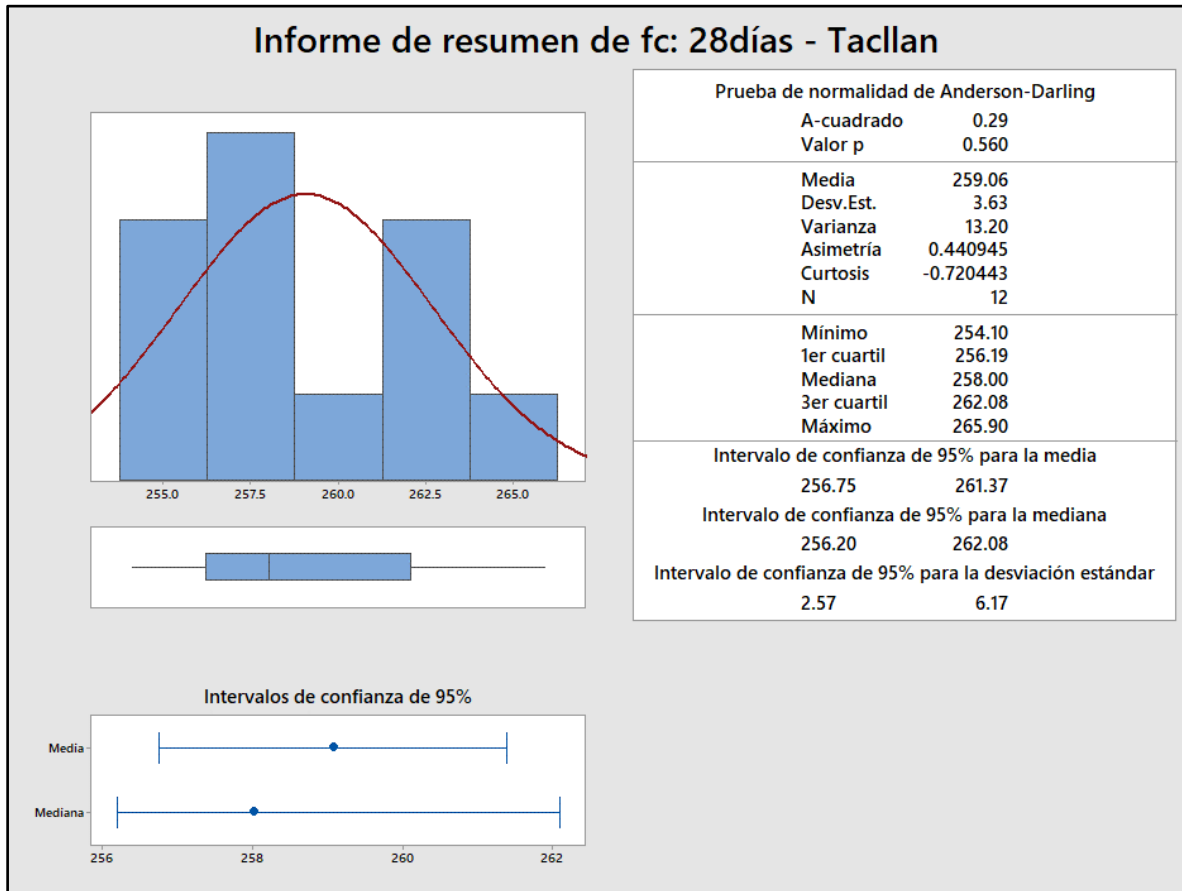 Informe de resumen de fc: 28días - Tacllan
255.0 257.5 260.0 262.5 265.0
Intervalos de confianza de 95%
Media
Mediana
256 258 260 262
Prueba de normalidad de Anderson-Darling
A-cuadrado 0.29
Valor p 0.560
Media 259.06
Desv.Est. 3.63
Varianza 13.20
Asimetría 0.440945
Curtosis -0.720443
N 12
Mínimo 254.10
1er cuartil 256.19
Mediana 258.00
3er cuartil 262.08
Máximo 265.90
Intervalo de confianza de 95% para la media
256.75 261.37
Intervalo de confianza de 95% para la mediana
256.20 262.08
Intervalo de confianza de 95% para la desviación estándar
2.57 6.17